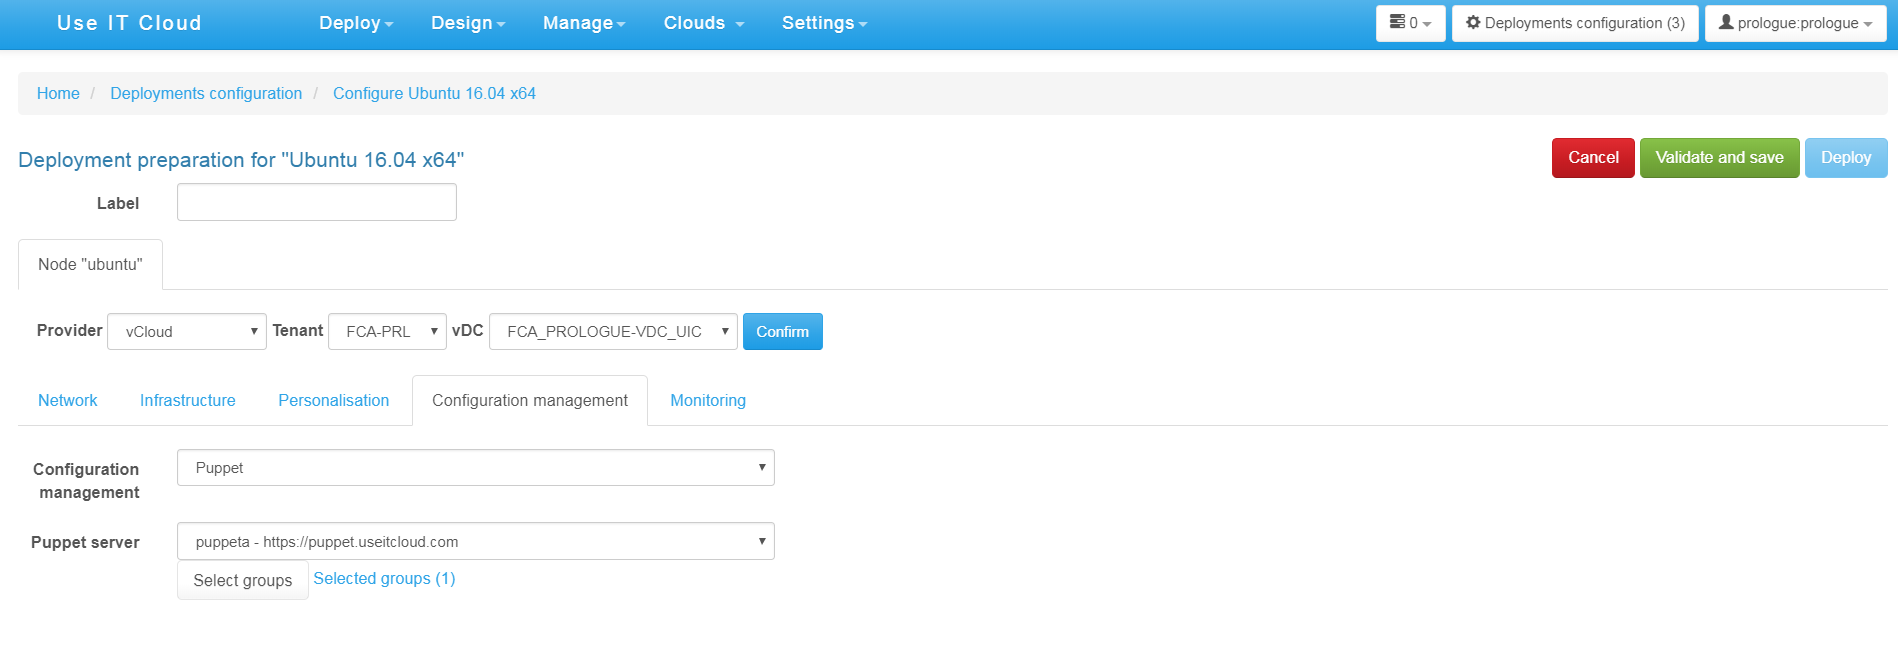 Use IT Cloud Deploy Design Manage Clouds Settings 0 Deployments configuration (3) prologue:prologue
Home / Deployments configuration / Configure Ubuntu 16.04 x64
Deployment preparation for "Ubuntu 16.04 x64" Cancel Validate and save Deploy
Label
Node "ubuntu"
Provider vCloud Tenant FCA-PRL vDC FCA_PROLOGUE-VDC_UIC Confirm
Network Infrastructure Personalisation Configuration management Monitoring
Configuration management Puppet
Puppet server puppeta - https://puppet.useitcloud.com
Select groups Selected groups (1)